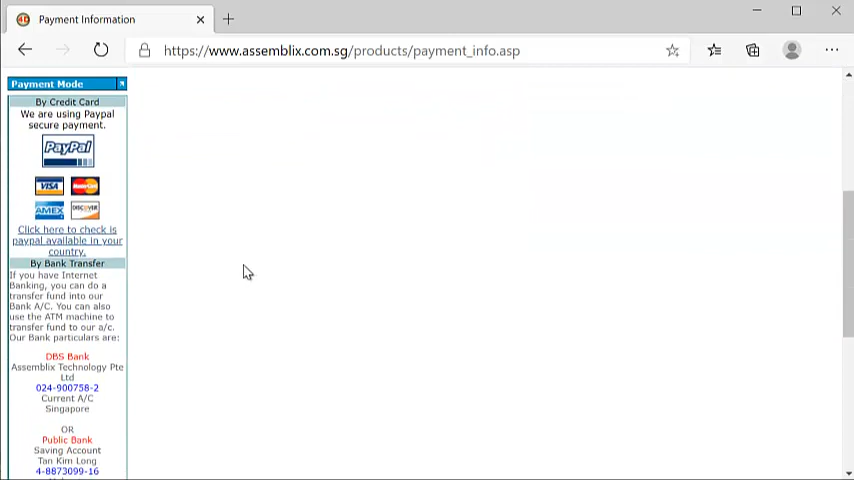 Payment Information
https://www.assemblix.com.sg/products/payment_info.asp
Payment Mode
By Credit Card
We are using Paypal
secure payment.
PayPal
VISA MasterCard
AMEX DISCOVER
Click here to check is
paypal available in your
country.
By Bank Transfer
If you have Internet
Banking, you can do a
transfer fund into our
Bank A/C. You can also
use the ATM machine to
transfer fund to our a/c.
Our Bank particulars are:
DBS Bank
Assemblix Technology Pte
Ltd
024-900758-2
Current A/C
Singapore
OR
Public Bank
Saving Account
Tan Kim Long
4-8873099-16